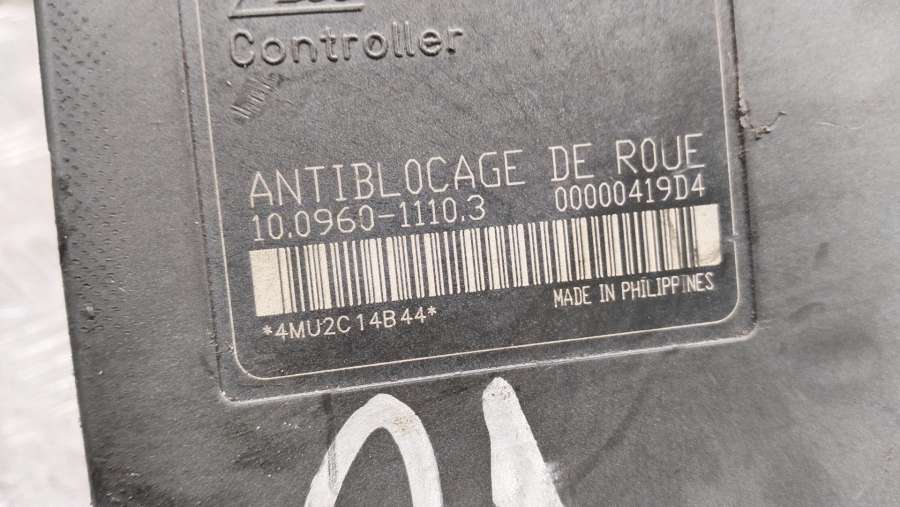 Controller
ANTIBLOCAGE DE ROUE
10.0960-1110.3 00000419D4
MADE IN PHILIPPINES
*4MU2C14B44*